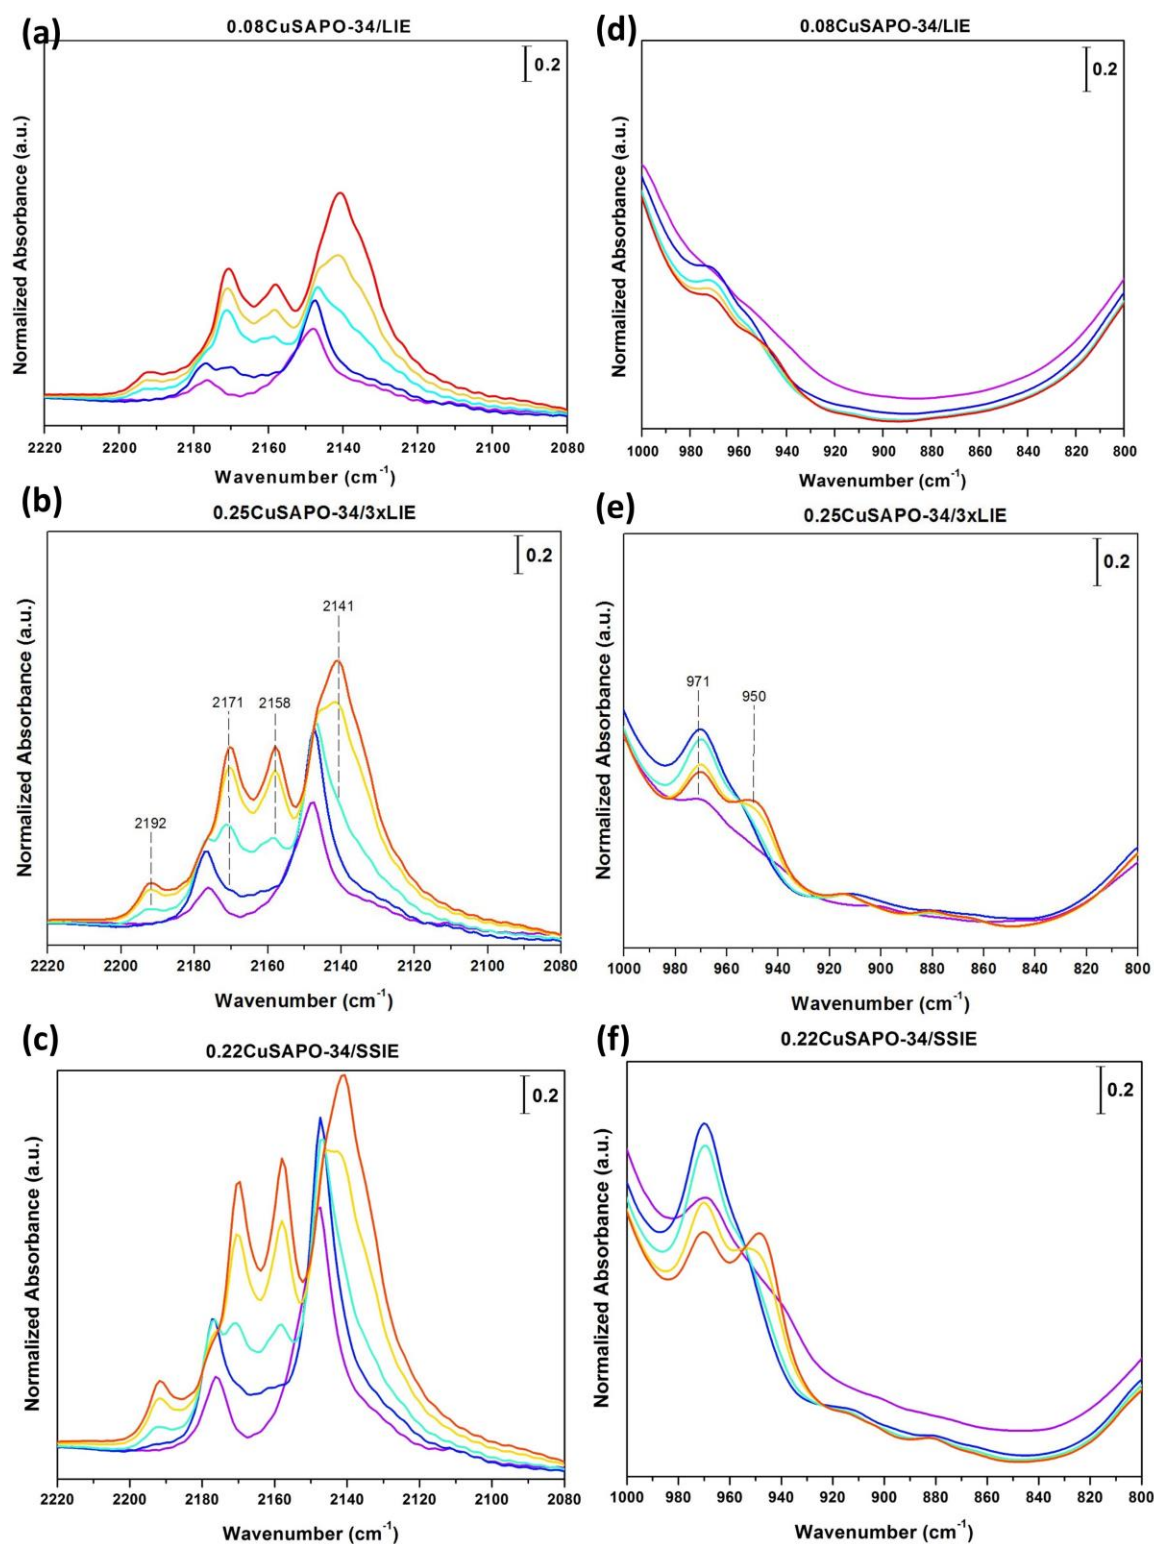 (a)
0.08CuSAPO-34/LIE
0.2
Normalized Absorbance (a.u.)
2220 2200 2180 2160 2140 2120 2100 2080
Wavenumber (cm-1)
(d)
0.08CuSAPO-34/LIE
0.2
Normalized Absorbance (a.u.)
1000 980 960 940 920 900 880 860 840 820 800
Wavenumber (cm-1)
(b)
0.25CuSAPO-34/3xLIE
0.2
2141
2171 2158
2192
Normalized Absorbance (a.u.)
2220 2200 2180 2160 2140 2120 2100 2080
Wavenumber (cm-1)
(e)
0.25CuSAPO-34/3xLIE
0.2
971
950
Normalized Absorbance (a.u.)
1000 980 960 940 920 900 880 860 840 820 800
Wavenumber (cm-1)
(c)
0.22CuSAPO-34/SSIE
0.2
Normalized Absorbance (a.u.)
2220 2200 2180 2160 2140 2120 2100 2080
Wavenumber (cm-1)
(f)
0.22CuSAPO-34/SSIE
0.2
Normalized Absorbance (a.u.)
1000 980 960 940 920 900 880 860 840 820 800
Wavenumber (cm-1)